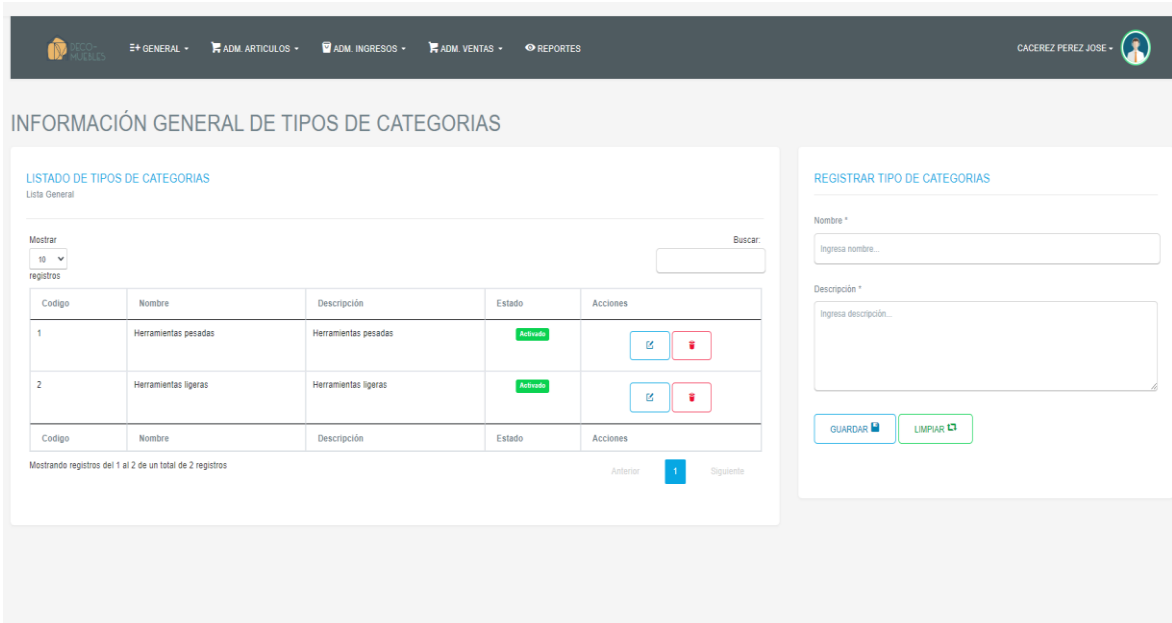 DECO-
MUEBLES
GENERAL
ADM. ARTICULOS
ADM. INGRESOS
ADM. VENTAS
REPORTES
CACEREZ PEREZ JOSE
INFORMACIÓN GENERAL DE TIPOS DE CATEGORIAS
LISTADO DE TIPOS DE CATEGORIAS
Lista General
Mostrar
10
registros
Buscar:
Codigo Nombre Descripción Estado Acciones
1 Herramientas pesadas Herramientas pesadas Activado
2 Herramientas ligeras Herramientas ligeras Activado
Codigo Nombre Descripción Estado Acciones
Mostrando registros del 1 al 2 de un total de 2 registros
Anterior 1 Siguiente
REGISTRAR TIPO DE CATEGORIAS
Nombre *
Ingresa nombre...
Descripción *
Ingresa descripción...
GUARDAR
LIMPIAR